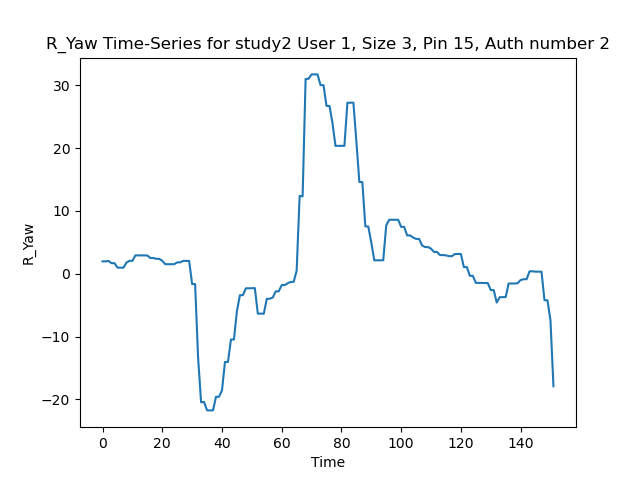 R_Yaw Time-Series for study2 User 1, Size 3, Pin 15, Auth number 2
30
20
10
0
−10
−20
R_Yaw
0 20 40 60 80 100 120 140
Time